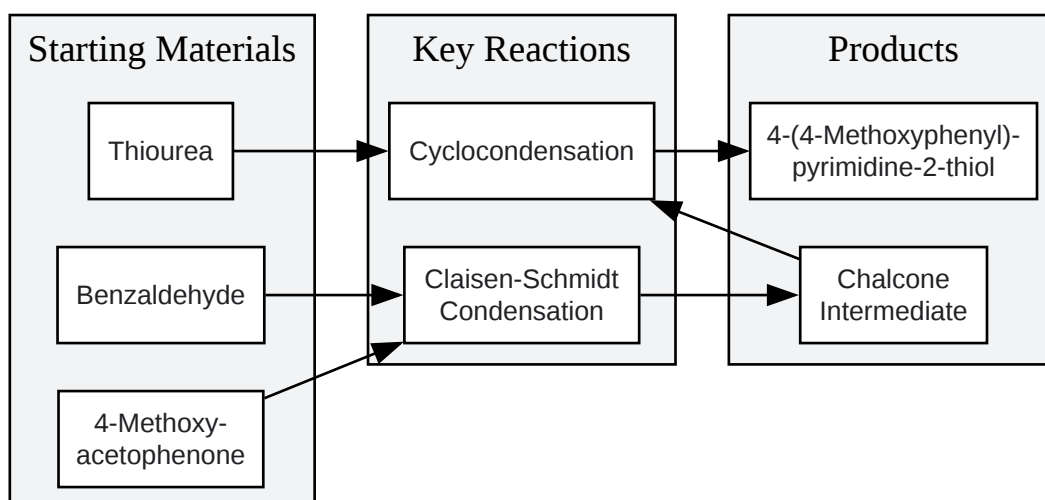 Starting Materials
Thiourea
Benzaldehyde
4-Methoxy-
acetophenone
Key Reactions
Cyclocondensation
Claisen-Schmidt
Condensation
Products
4-(4-Methoxyphenyl)-
pyrimidine-2-thiol
Chalcone
Intermediate